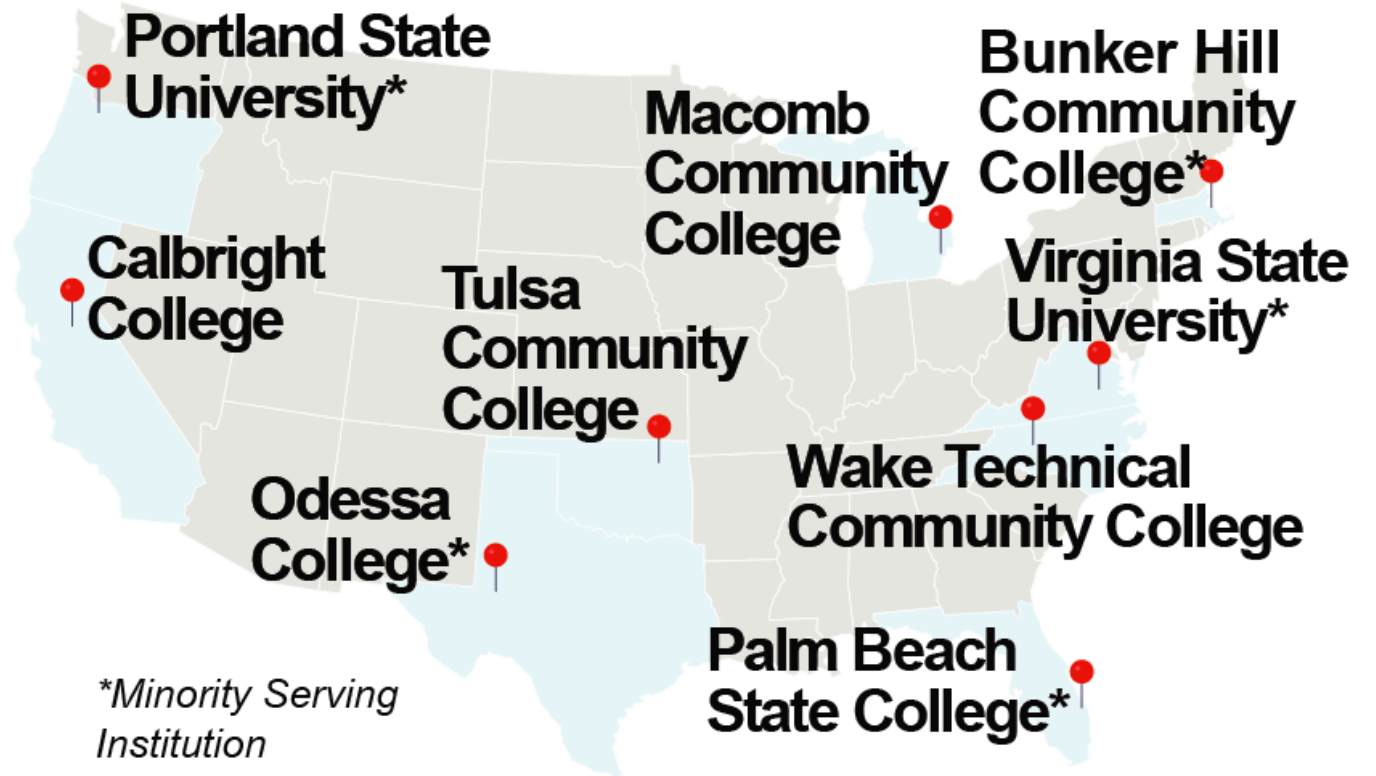 Portland State
University*
Bunker Hill
Community
College*
Macomb
Community
College
Calbright
College
Tulsa
Community
College
Virginia State
University*
Wake Technical
Community College
Odessa
College*
Palm Beach
State College*
*Minority Serving
Institution